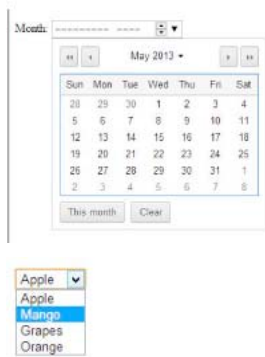 Month: --------- ----
May 2013
Sun Mon Tue Wed Thu Fri Sat
28 29 30 1 2 3 4
5 6 7 8 9 10 11
12 13 14 15 16 17 18
19 20 21 22 23 24 25
26 27 28 29 30 31 1
2 3 4 5 6 7 8
This month Clear
Apple
Apple
Mango
Grapes
Orange